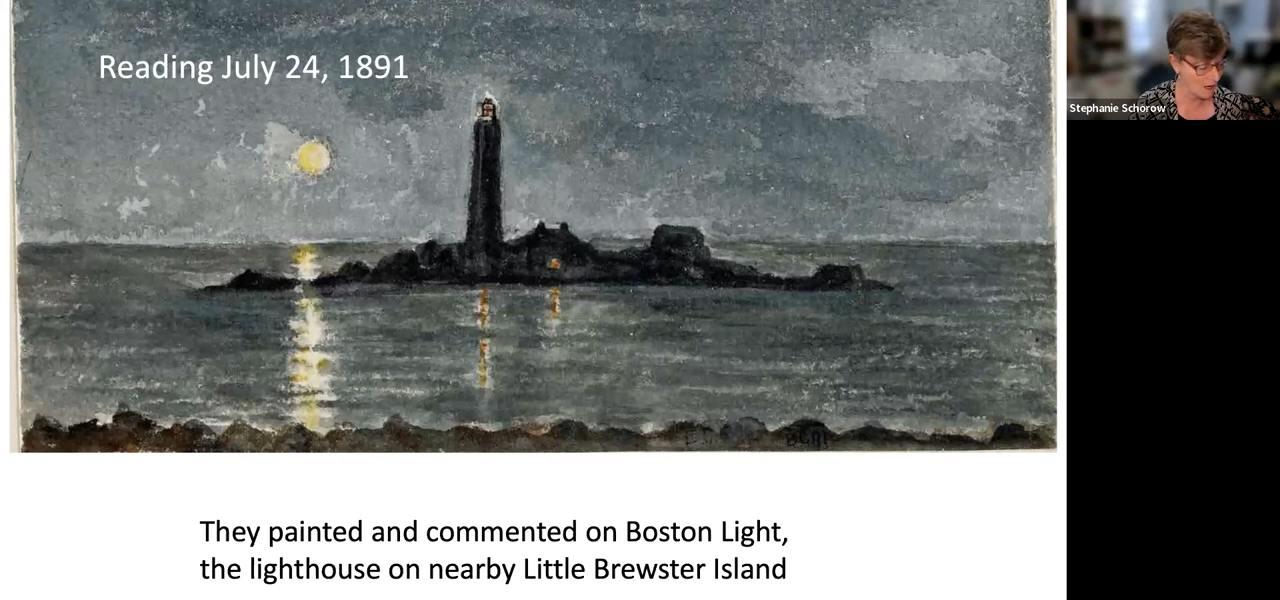 Reading July 24, 1891
Stephanie Schorow
They painted and commented on Boston Light,
the lighthouse on nearby Little Brewster Island